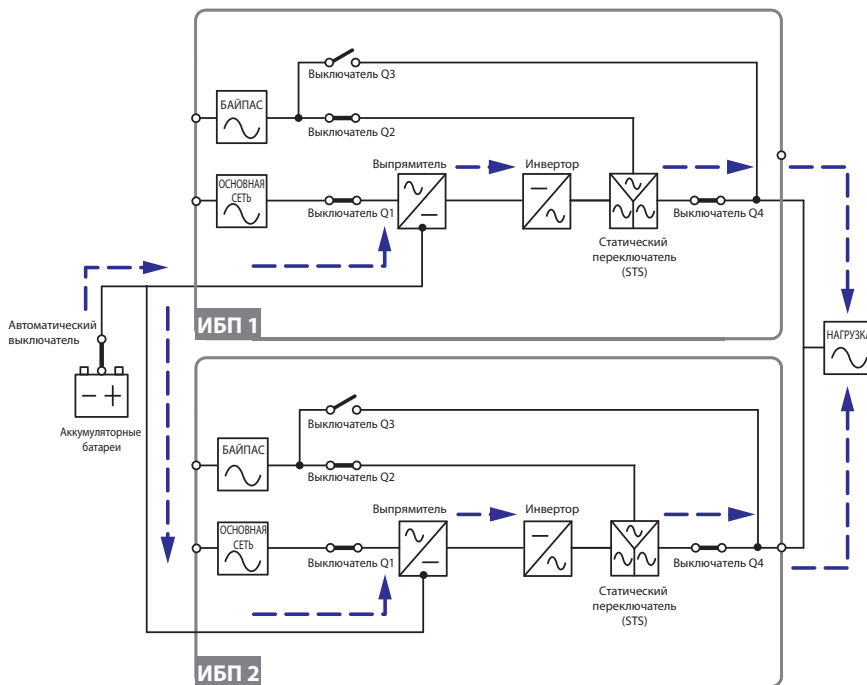 Выключатель Q3
БАЙПАС
Выключатель Q2
Выпрямитель
Инвертор
ОСНОВНАЯ
СЕТЬ
Выключатель Q1
Выключатель Q4
Статический
переключатель
(STS)
Автоматический
выключатель
ИБП 1
НАГРУЗКА
Аккумуляторные
батареи
Выключатель Q3
БАЙПАС
Выключатель Q2
Выпрямитель
Инвертор
ОСНОВНАЯ
СЕТЬ
Выключатель Q1
Выключатель Q4
Статический
переключатель
(STS)
ИБП 2